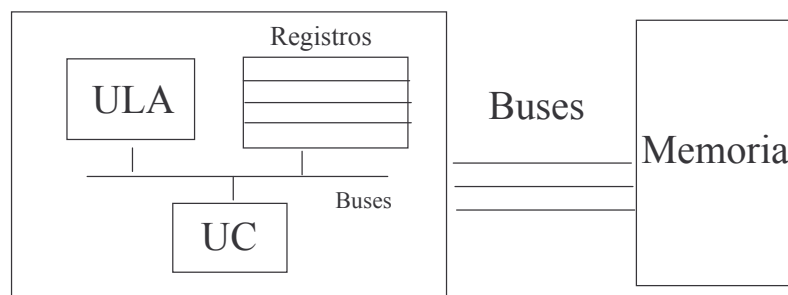 Registros
ULA
Buses
Memoria
Buses
UC